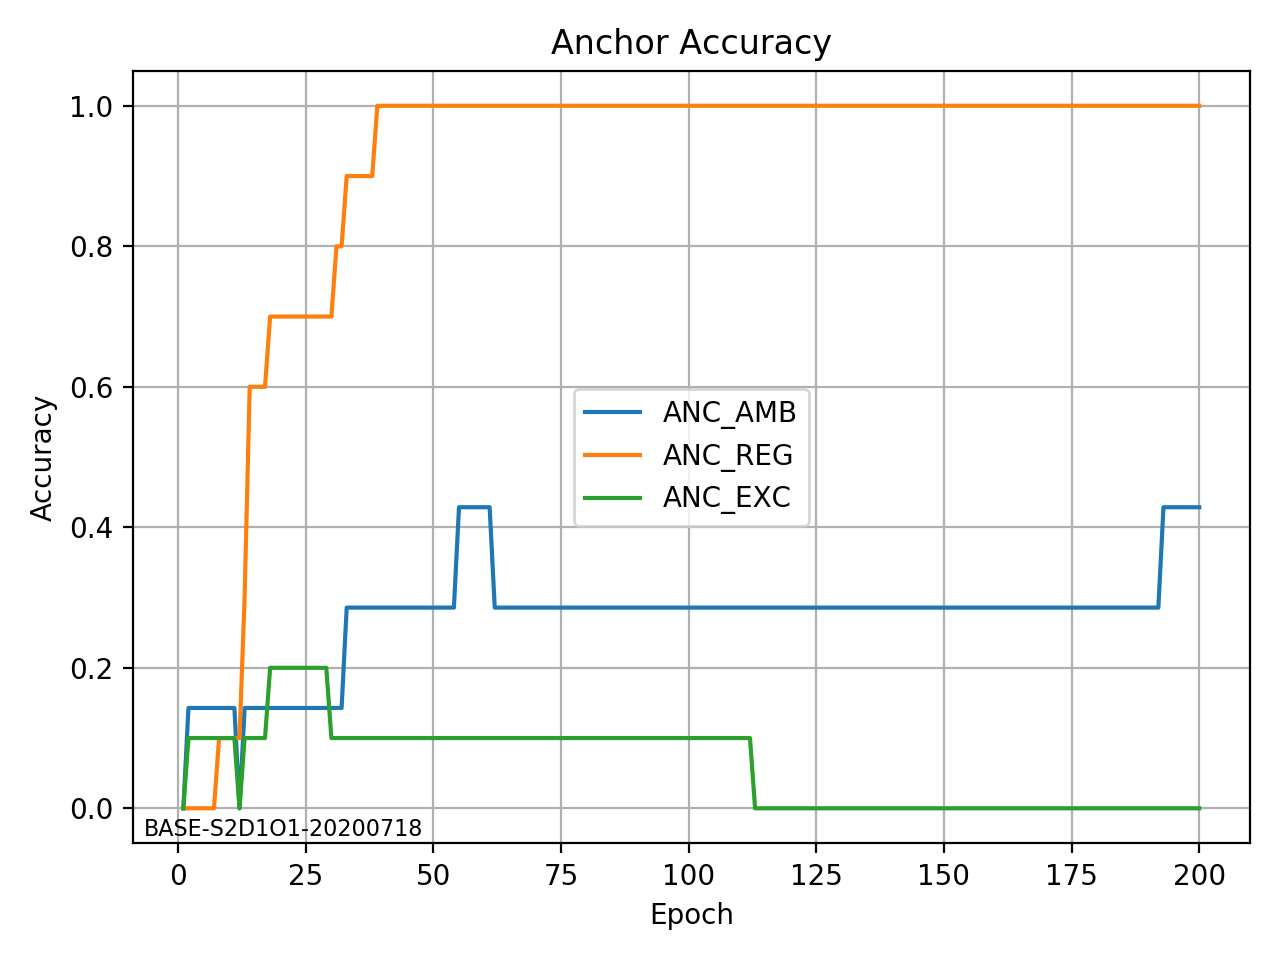 Anchor Accuracy
1.0
0.8
0.6
0.4
0.2
0.0
Accuracy
ANC_AMB
ANC_REG
ANC_EXC
BASE-S2D1O1-20200718
0 25 50 75 100 125 150 175 200
Epoch